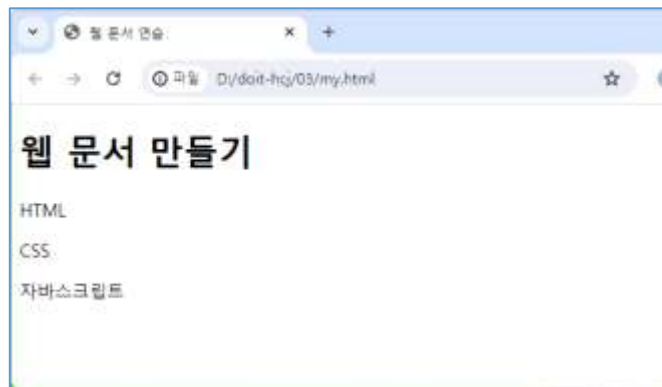 웹 문서 연습
파일 D:/doit-hcj/03/my.html
웹 문서 만들기
HTML
CSS
자바스크립트